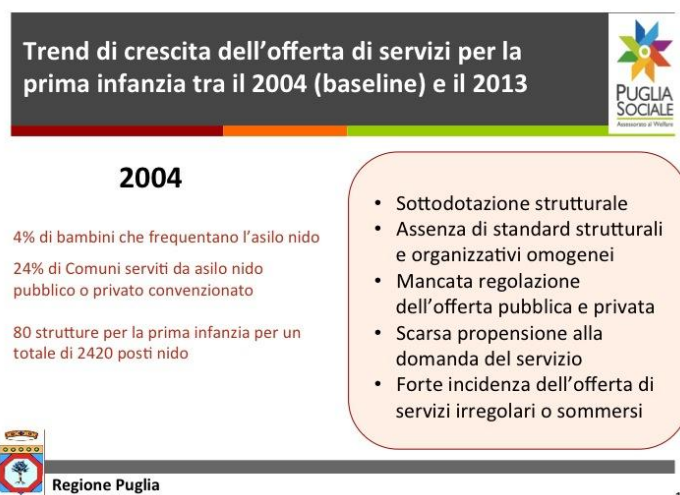 Trend di crescita dell'offerta di servizi per la
prima infanzia tra il 2004 (baseline) e il 2013
PUGLIA
SOCIALE
Assessorato al Welfare
2004
4% di bambini che frequentano l'asilo nido
24% di Comuni serviti da asilo nido
pubblico o privato convenzionato
80 strutture per la prima infanzia per un
totale di 2420 posti nido
• Sottodotazione strutturale
• Assenza di standard strutturali
e organizzativi omogenei
• Mancata regolazione
dell'offerta pubblica e privata
• Scarsa propensione alla
domanda del servizio
• Forte incidenza dell'offerta di
servizi irregolari o sommersi
Regione Puglia